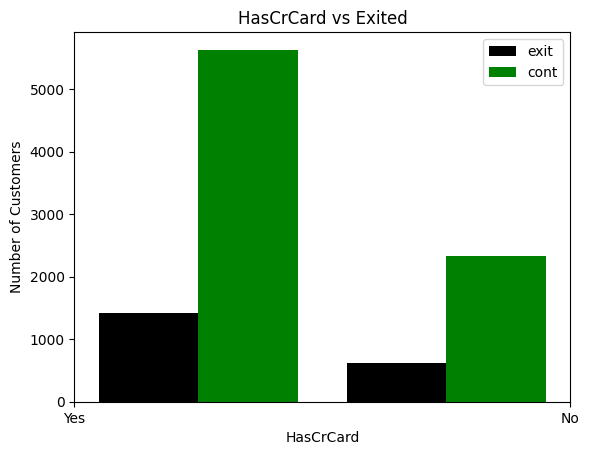 HasCrCard vs Exited
exit
cont
Number of Customers
5000
4000
3000
2000
1000
0
Yes
No
HasCrCard